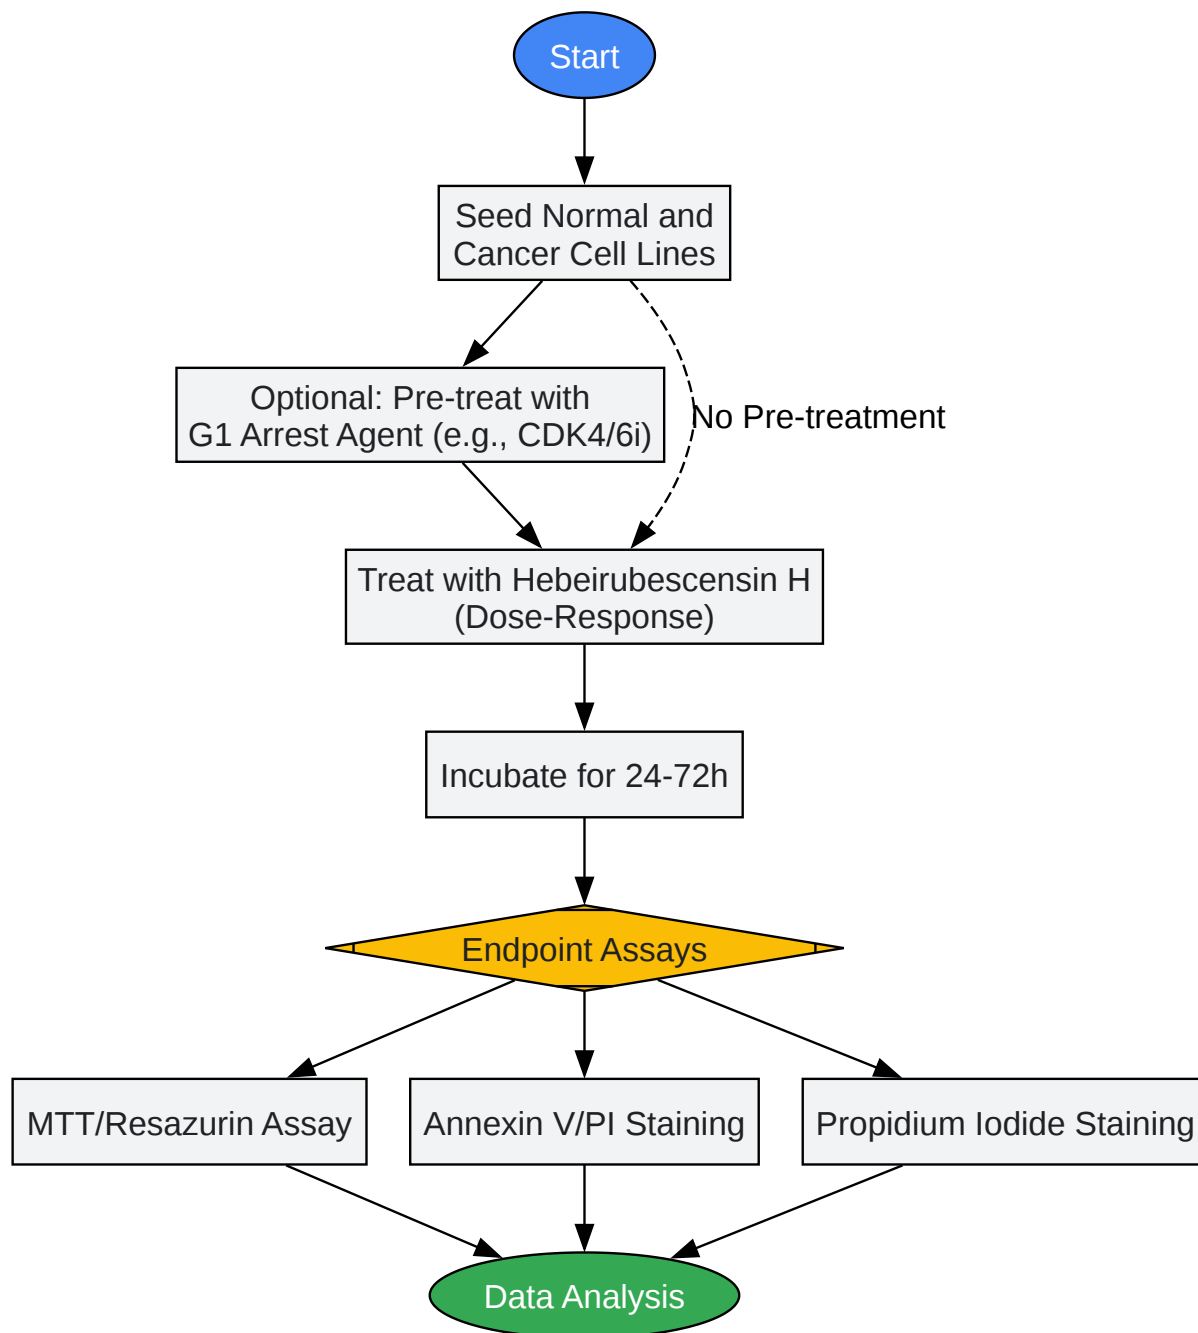 Start
Seed Normal and
Cancer Cell Lines
Optional: Pre-treat with
G1 Arrest Agent (e.g., CDK4/6i)
No Pre-treatment
Treat with Hebeirubescensin H
(Dose-Response)
Incubate for 24-72h
Endpoint Assays
MTT/Resazurin Assay
Annexin V/PI Staining
Propidium Iodide Staining
Data Analysis